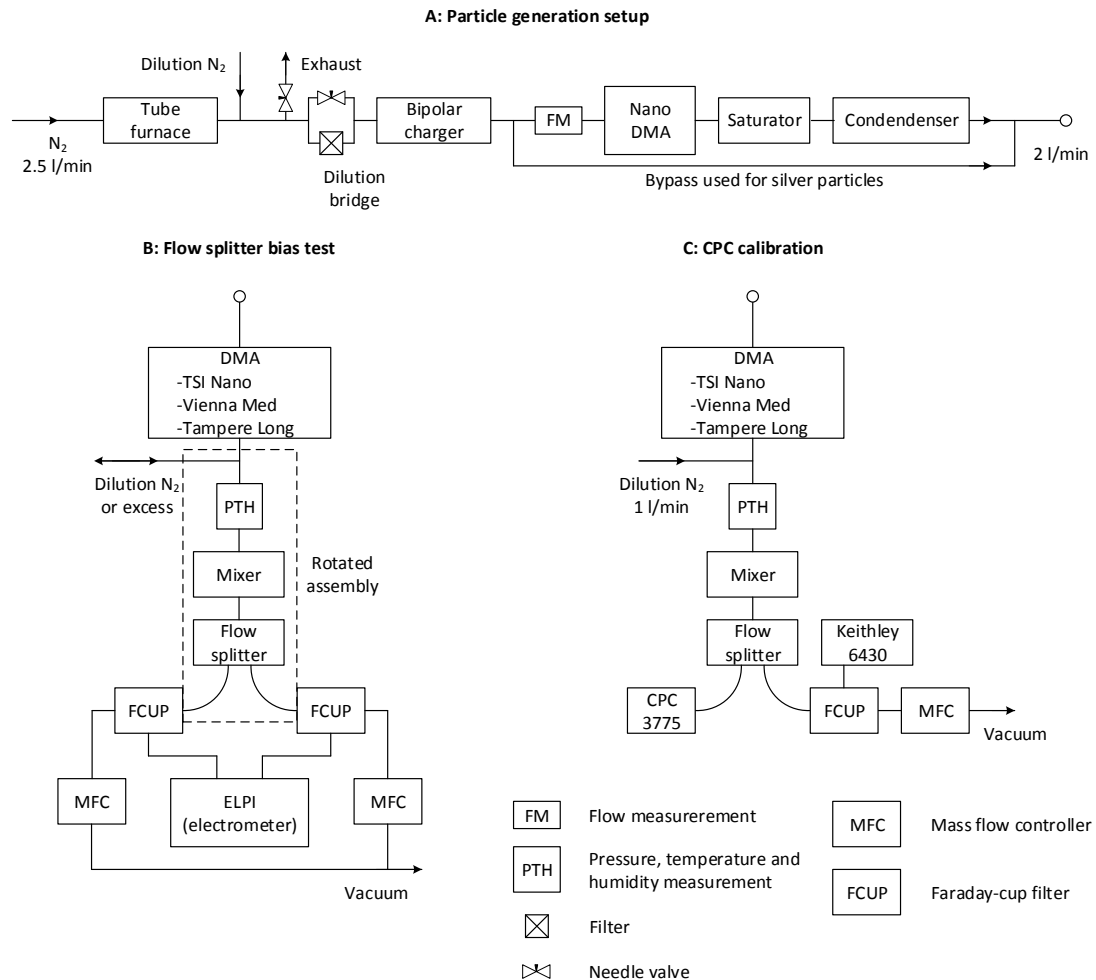 A: Particle generation setup
Dilution N₂
Exhaust
Tube
furnace
Bipolar
charger
FM
Nano
DMA
Saturator
Condendenser
N₂
2.5 l/min
Dilution
bridge
Bypass used for silver particles
2 l/min
B: Flow splitter bias test
DMA
-TSI Nano
-Vienna Med
-Tampere Long
Dilution N₂
or excess
PTH
Mixer
Rotated
assembly
Flow
splitter
FCUP
FCUP
MFC
ELPI
(electrometer)
MFC
Vacuum
C: CPC calibration
DMA
-TSI Nano
-Vienna Med
-Tampere Long
Dilution N₂
1 l/min
PTH
Mixer
Flow
splitter
Keithley
6430
CPC
3775
FCUP
MFC
Vacuum
FM
Flow measurerement
PTH
Pressure, temperature and
humidity measurement
Filter
Needle valve
MFC
Mass flow controller
FCUP
Faraday-cup filter